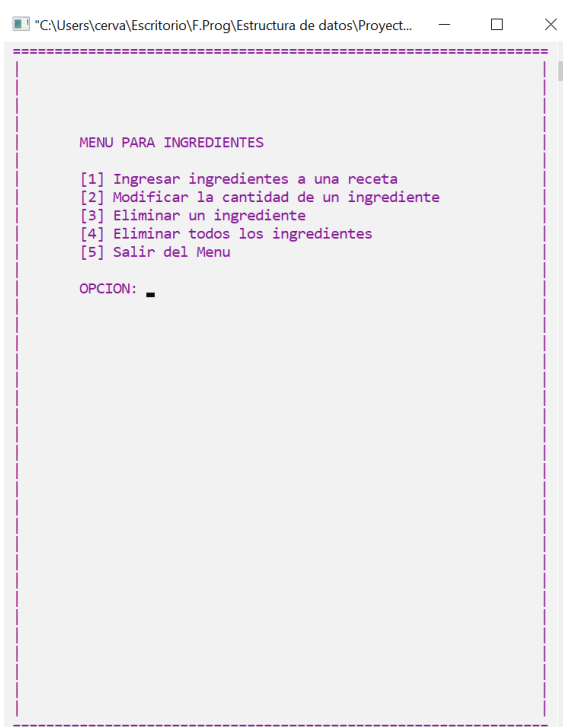 "C:\Users\cerva\Escritorio\F.Prog\Estructura de datos\Proyect...
MENU PARA INGREDIENTES
[1] Ingresar ingredientes a una receta
[2] Modificar la cantidad de un ingrediente
[3] Eliminar un ingrediente
[4] Eliminar todos los ingredientes
[5] Salir del Menu
OPCION: